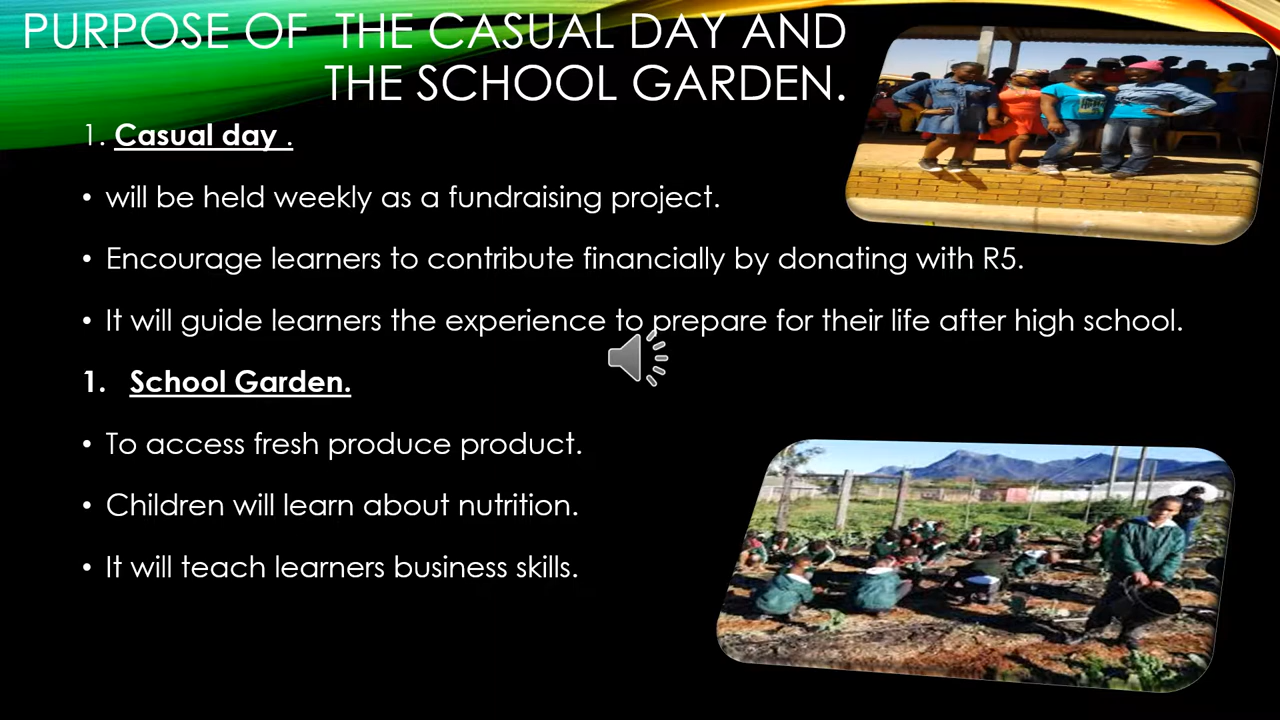 PURPOSE OF THE CASUAL DAY AND
THE SCHOOL GARDEN.
1. Casual day .
• will be held weekly as a fundraising project.
• Encourage learners to contribute financially by donating with R5.
• It will guide learners the experience to prepare for their life after high school.
1. School Garden.
• To access fresh produce product.
• Children will learn about nutrition.
• It will teach learners business skills.